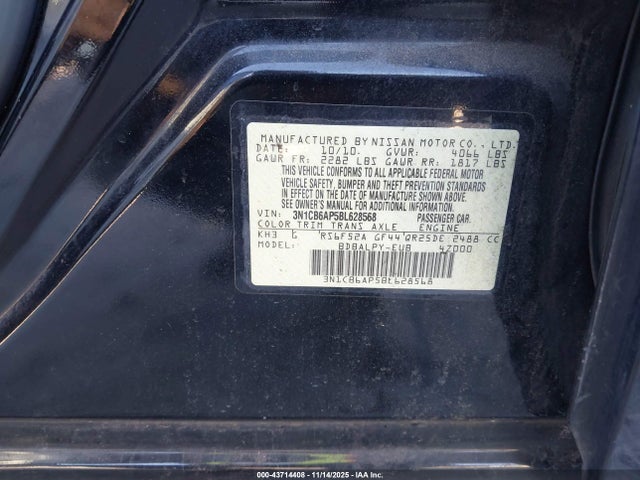 MANUFACTURED BY NISSAN MOTOR CO., LTD.
DATE: 10/10. GVWR: 4066 LBS
GAWR FR: 2282 LBS GAWR RR: 1817 LBS
THIS VEHICLE CONFORMS TO ALL APPLICABLE FEDERAL MOTOR
VEHICLE SAFETY, BUMPER AND THEFT PREVENTION STANDARDS
IN EFFECT ON THE DATE OF MANUFACTURE SHOWN ABOVE.
SEE OWNER'S MANUAL FOR ADDITIONAL INFORMATION.
VIN: 3N1CB6AP5BL628568 PASSENGER CAR.
COLOR TRIM TRANS AXLE ENGINE
KH3 G RS6F52A GF44 QR25DE 2488 CC
MODEL: BDBALPY-EUB 4Z000
3N1CB6AP5BL628568
000-43714408 - 11/14/2025 - IAA Inc.